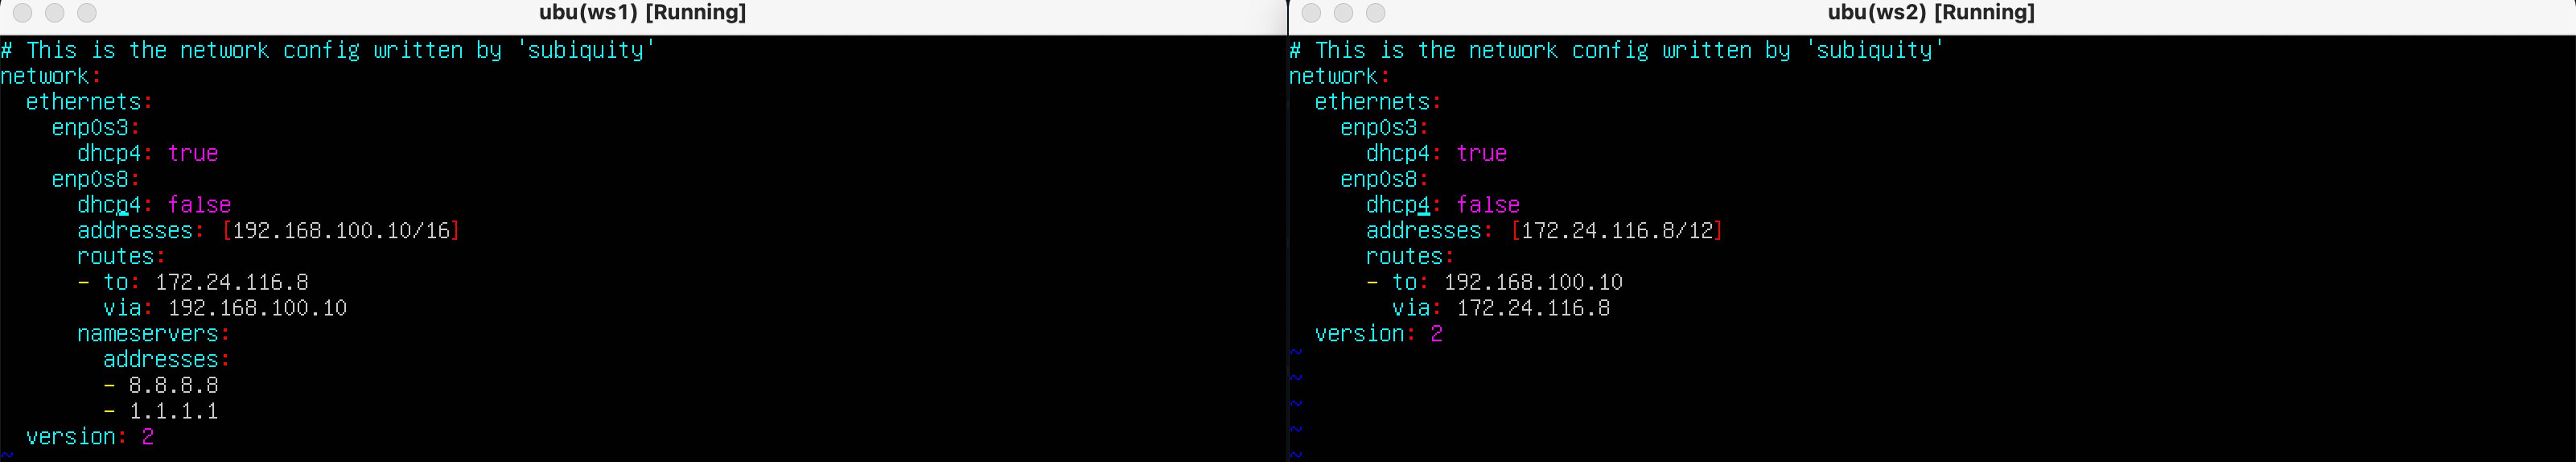 ubu(ws1) [Running]
# This is the network config written by 'subiquity'
network:
  ethernets:
    enp0s3:
      dhcp4: true
    enp0s8:
      dhcp4: false
      addresses: [192.168.100.10/16]
      routes:
      - to: 172.24.116.8
        via: 192.168.100.10
      nameservers:
        addresses:
        - 8.8.8.8
        - 1.1.1.1
  version: 2
~
ubu(ws2) [Running]
# This is the network config written by 'subiquity'
network:
  ethernets:
    enp0s3:
      dhcp4: true
    enp0s8:
      dhcp4: false
      addresses: [172.24.116.8/12]
      routes:
      - to: 192.168.100.10
        via: 172.24.116.8
  version: 2
~
~
~
~
~